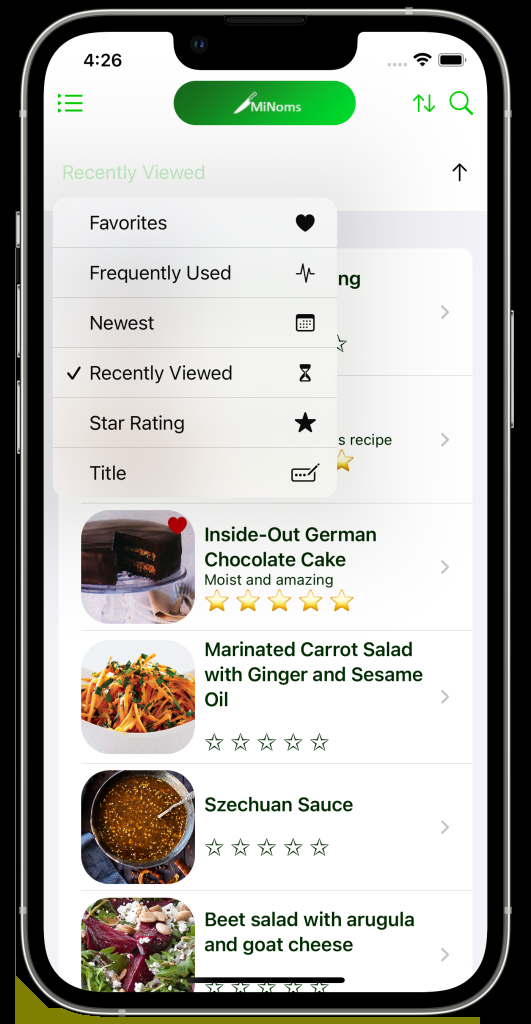 4:26
MiNoms
Recently Viewed
Favorites
Frequently Used
Newest
Recently Viewed
Star Rating
Title
ng
s recipe
Inside-Out German
Chocolate Cake
Moist and amazing
Marinated Carrot Salad
with Ginger and Sesame
Oil
Szechuan Sauce
Beet salad with arugula
and goat cheese